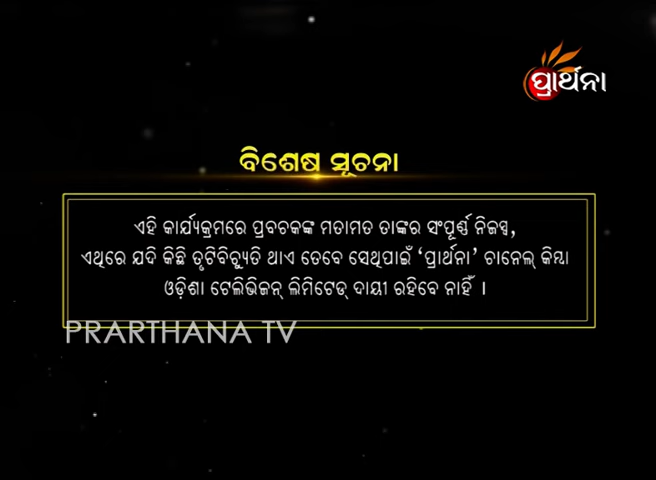 ପ୍ରାର୍ଥନା
ବିଶେଷ ସୂଚନା
ଏହି କାର୍ଯ୍ୟକ୍ରମରେ ପ୍ରବଚକଙ୍କ ମତାମତ ତାଙ୍କର ସଂପୂର୍ଣ୍ଣ ନିଜସ୍ୱ,
ଏଥିରେ ଯଦି କିଛି ତୃଟିବିଚ୍ୟୁତି ଥାଏ ତେବେ ସେଥିପାଇଁ ‘ପ୍ରାର୍ଥନା’ ଚାନେଲ୍ କିମ୍ୱା
ଓଡ଼ିଶା ଟେଲିଭିଜନ୍ ଲିମିଟେଡ୍ ଦାୟୀ ରହିବେ ନାହିଁ ।
PRARTHANA TV